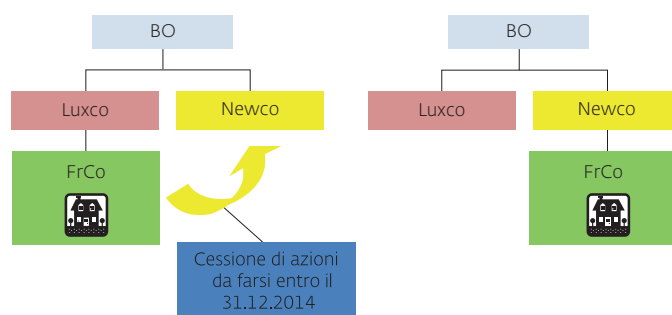 BO
Luxco
Newco
FrCo
Cessione di azioni
da farsi entro il
31.12.2014
BO
Luxco
Newco
FrCo